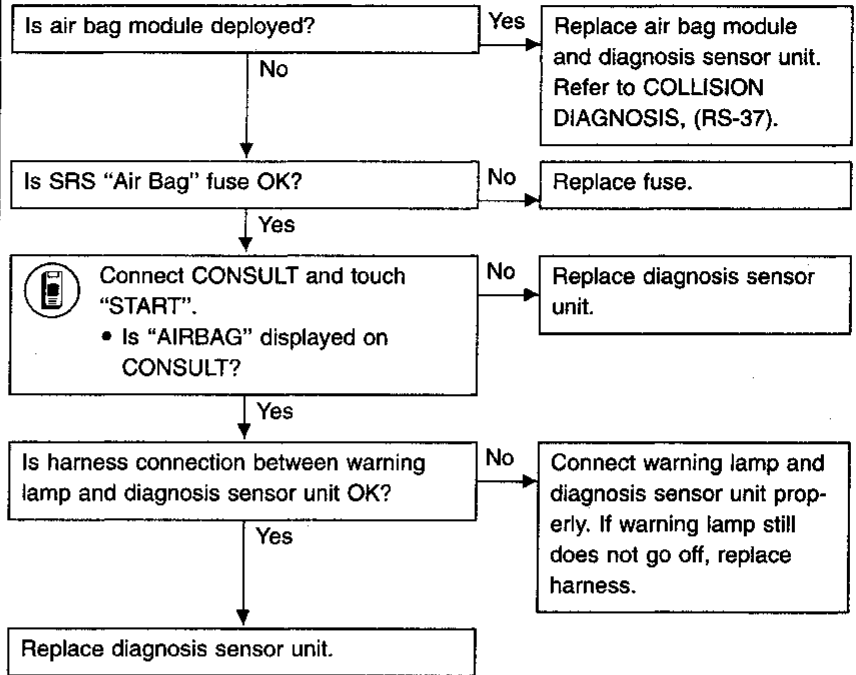 Is air bag module deployed?
Yes
Replace air bag module
and diagnosis sensor unit.
Refer to COLLISION
DIAGNOSIS, (RS-37).
No
Is SRS “Air Bag” fuse OK?
No
Replace fuse.
Yes
Connect CONSULT and touch
“START”.
• Is “AIRBAG” displayed on
CONSULT?
No
Replace diagnosis sensor
unit.
Yes
Is harness connection between warning
lamp and diagnosis sensor unit OK?
No
Connect warning lamp and
diagnosis sensor unit prop-
erly. If warning lamp still
does not go off, replace
harness.
Yes
Replace diagnosis sensor unit.